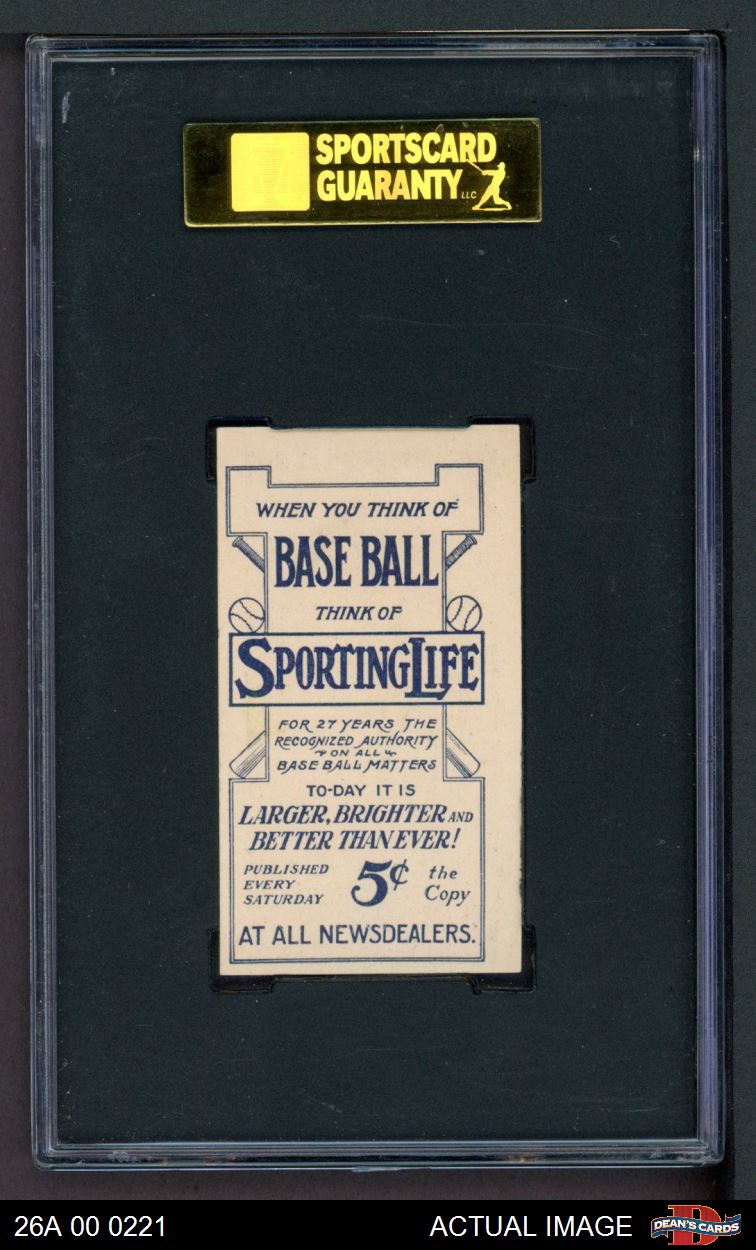 SPORTSCARD
GUARANTY LLC
WHEN YOU THINK OF
BASE BALL
THINK OF
SPORTING LIFE
FOR 27 YEARS THE
RECOGNIZED AUTHORITY
ON ALL
BASE BALL MATTERS
TO-DAY IT IS
LARGER, BRIGHTER AND
BETTER THAN EVER!
PUBLISHED
EVERY
SATURDAY
5¢
the
Copy
AT ALL NEWSDEALERS.
26A 00 0221
ACTUAL IMAGE
D
DEAN'S CARDS